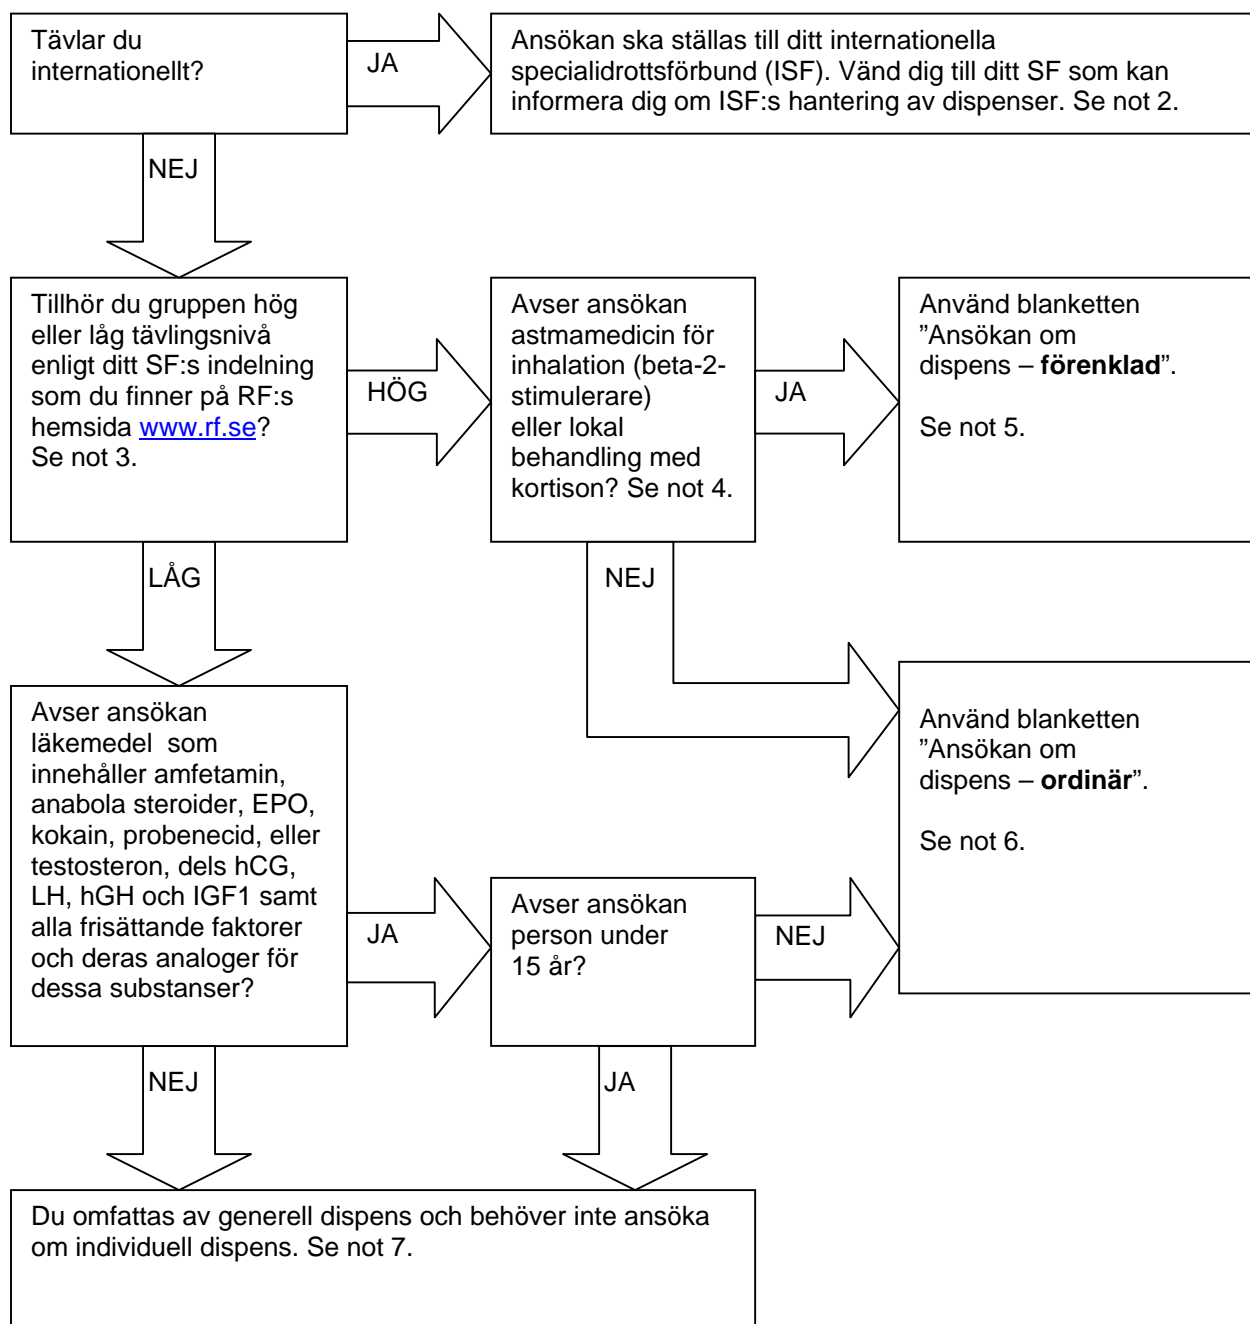 Tävlar du
internationellt?
JA
Ansökan ska ställas till ditt internationella
specialidrottsförbund (ISF). Vänd dig till ditt SF som kan
informera dig om ISF:s hantering av dispenser. Se not 2.
NEJ
Tillhör du gruppen hög
eller låg tävlingsnivå
enligt ditt SF:s indelning
som du finner på RF:s
hemsida www.rf.se?
Se not 3.
HÖG
Avser ansökan
astmamedicin för
inhalation (beta-2-
stimulerare)
eller lokal
behandling med
kortison? Se not 4.
JA
Använd blanketten
”Ansökan om
dispens – förenklad”.
Se not 5.
LÅG
NEJ
Avser ansökan
läkemedel  som
innehåller amfetamin,
anabola steroider, EPO,
kokain, probenecid, eller
testosteron, dels hCG,
LH, hGH och IGF1 samt
alla frisättande faktorer
och deras analoger för
dessa substanser?
JA
Avser ansökan
person under
15 år?
NEJ
Använd blanketten
”Ansökan om
dispens – ordinär”.
Se not 6.
NEJ
JA
Du omfattas av generell dispens och behöver inte ansöka
om individuell dispens. Se not 7.